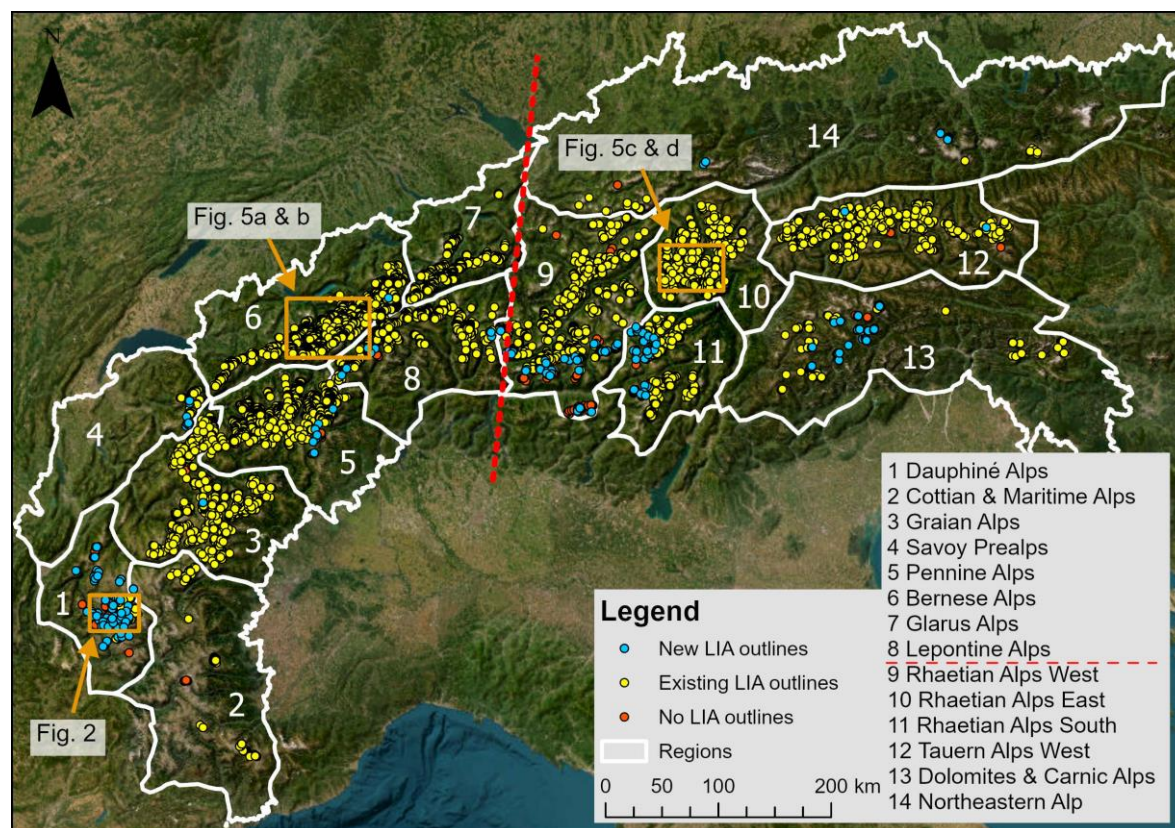 N
14
Fig. 5c & d
7
Fig. 5a & b
9
12
10
6
11
13
8
4
5
3
1
2
Fig. 2
Legend
New LIA outlines
Existing LIA outlines
No LIA outlines
Regions
0 50 100 200 km
1 Dauphiné Alps
2 Cottian & Maritime Alps
3 Graian Alps
4 Savoy Prealps
5 Pennine Alps
6 Bernese Alps
7 Glarus Alps
8 Lepontine Alps
9 Rhaetian Alps West
10 Rhaetian Alps East
11 Rhaetian Alps South
12 Tauern Alps West
13 Dolomites & Carnic Alps
14 Northeastern Alp